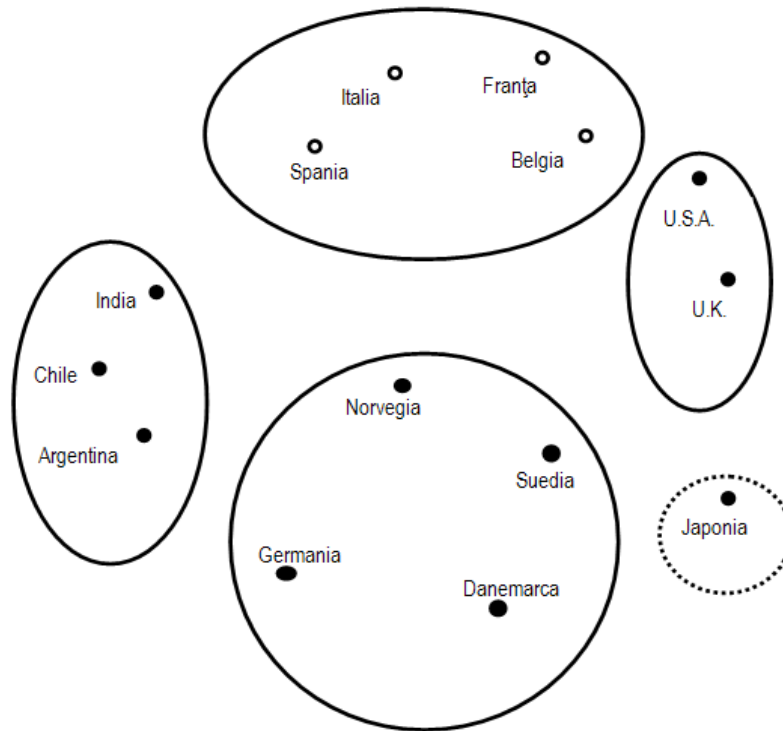 Italia
Franţa
Spania
Belgia
U.S.A.
U.K.
India
Chile
Argentina
Norvegia
Suedia
Germania
Danemarca
Japonia